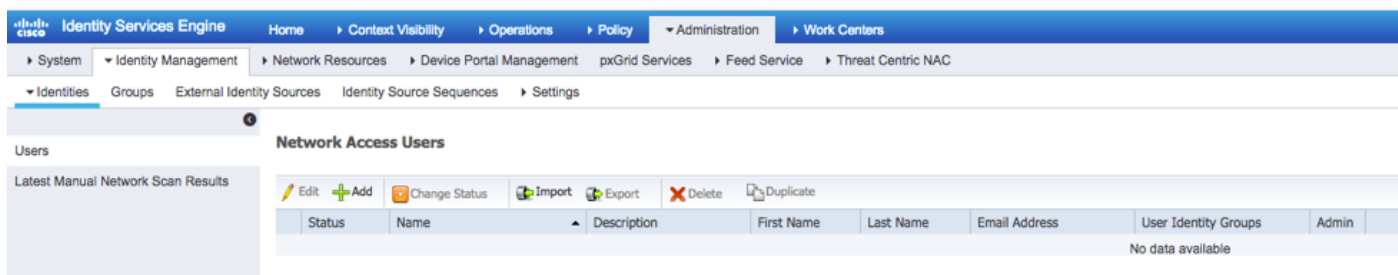 cisco Identity Services Engine Home Context Visibility Operations Policy Administration Work Centers
System Identity Management Network Resources Device Portal Management pxGrid Services Feed Service Threat Centric NAC
Identities Groups External Identity Sources Identity Source Sequences Settings
Users
Latest Manual Network Scan Results
Network Access Users
Edit Add Change Status Import Export Delete Duplicate
Status Name Description First Name Last Name Email Address User Identity Groups Admin
No data available